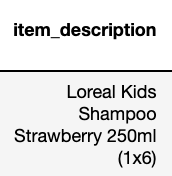 item_description
Loreal Kids
Shampoo
Strawberry 250ml
(1x6)